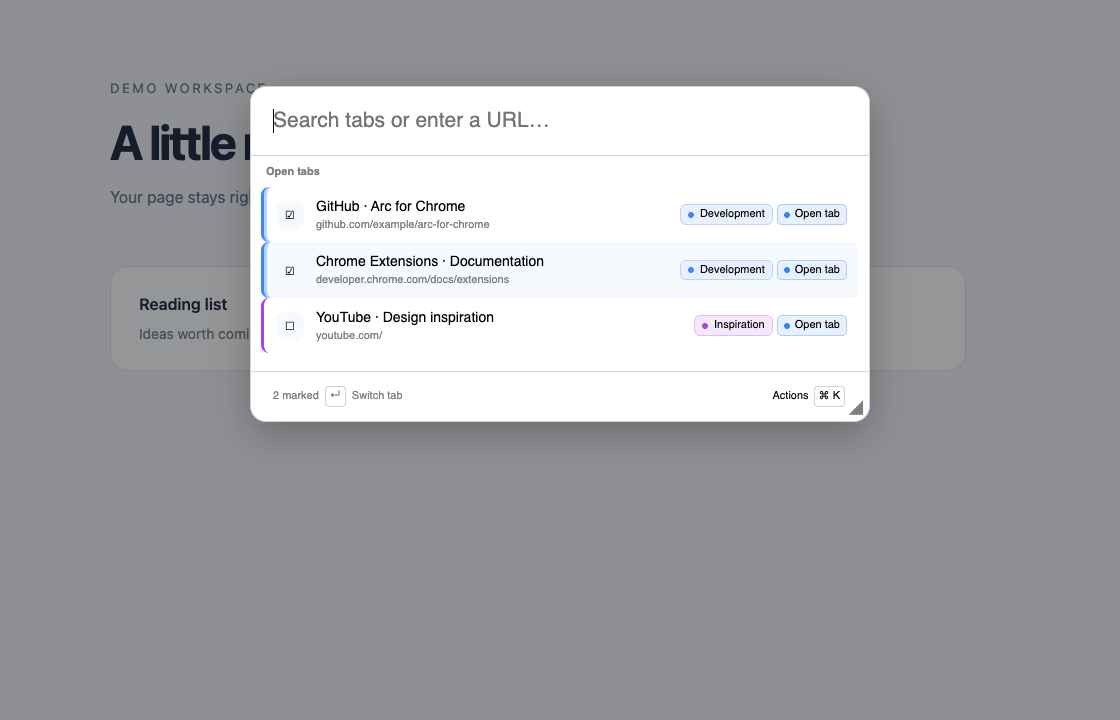 DEMO WORKSPACE
A little
Your page stays
Reading list
Ideas worth
Search tabs or enter a URL…
Open tabs
GitHub · Arc for Chrome
github.com/example/arc-for-chrome
Development
Open tab
Chrome Extensions · Documentation
developer.chrome.com/docs/extensions
Development
Open tab
YouTube · Design inspiration
youtube.com/
Inspiration
Open tab
2 marked ↵ Switch tab
Actions ⌘ K